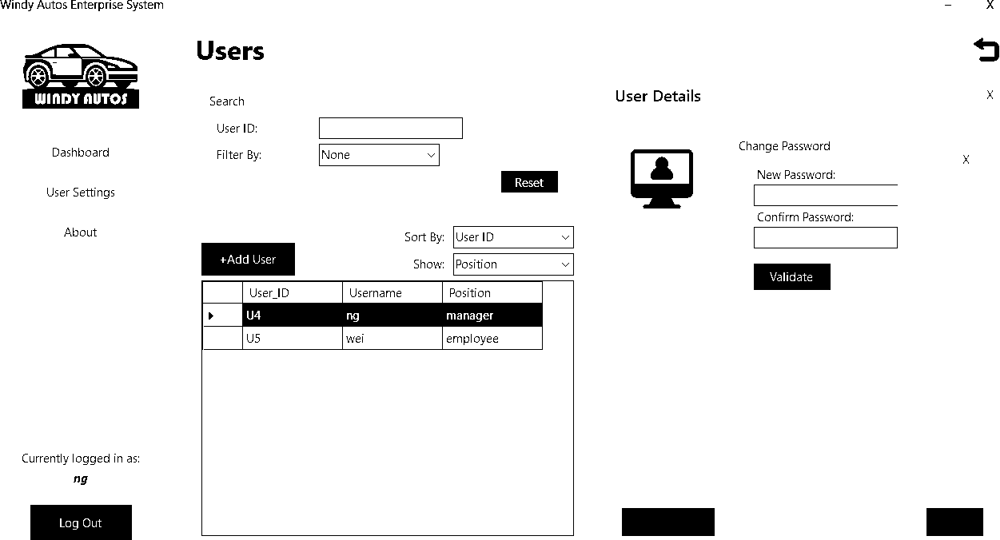 Windy Autos Enterprise System
– X
WINDY AUTOS
Dashboard
User Settings
About
Currently logged in as:
ng
Log Out
Users
Search
User ID:
Filter By: None
Reset
Sort By: User ID
+Add User
Show: Position
User_ID Username Position
U4 ng manager
U5 wei employee
User Details X
Change Password
X
New Password:
Confirm Password:
Validate